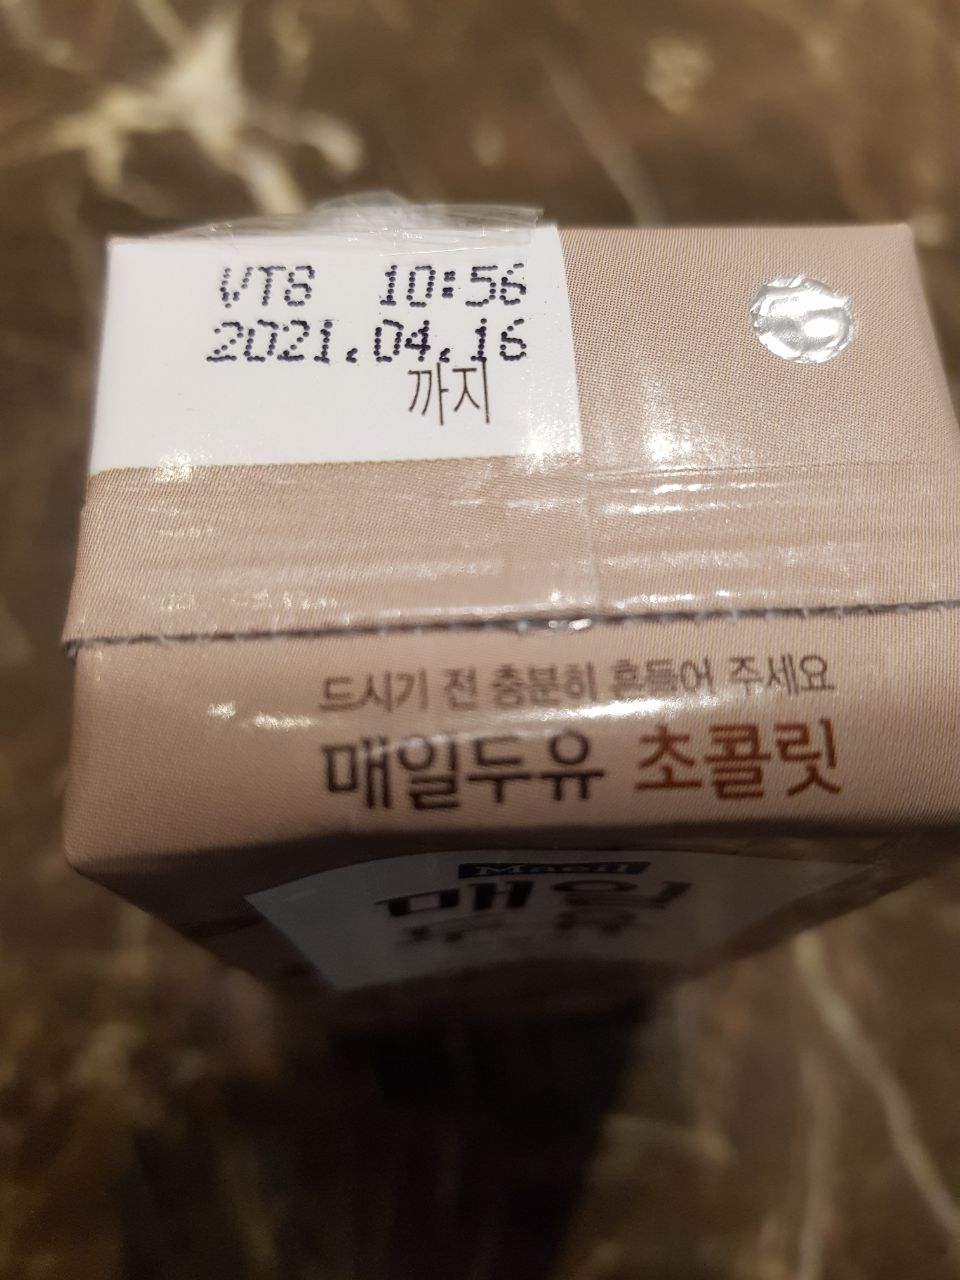 VT8 10:56
2021.04.16
까지
드시기 전 충분히 흔들어 주세요
매일두유 초콜릿
Maeil
매일
두유